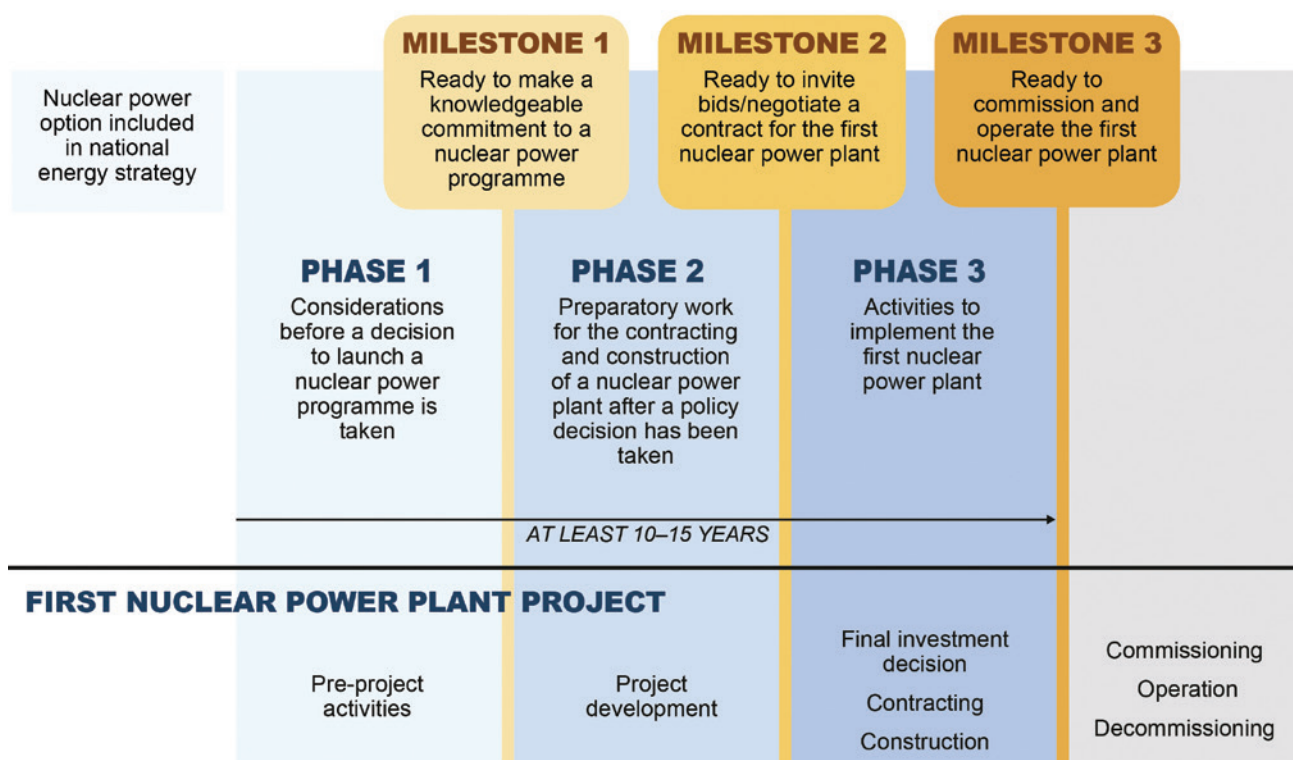 Nuclear power
option included
in national
energy strategy
MILESTONE 1
Ready to make a
knowledgeable
commitment to a
nuclear power
programme
MILESTONE 2
Ready to invite
bids/negotiate a
contract for the first
nuclear power plant
MILESTONE 3
Ready to
commission and
operate the first
nuclear power plant
PHASE 1
Considerations
before a decision
to launch a
nuclear power
programme is
taken
PHASE 2
Preparatory work
for the contracting
and construction
of a nuclear power
plant after a policy
decision has been
taken
PHASE 3
Activities to
implement the
first nuclear
power plant
AT LEAST 10–15 YEARS
FIRST NUCLEAR POWER PLANT PROJECT
Pre-project
activities
Project
development
Final investment
decision
Contracting
Construction
Commissioning
Operation
Decommissioning